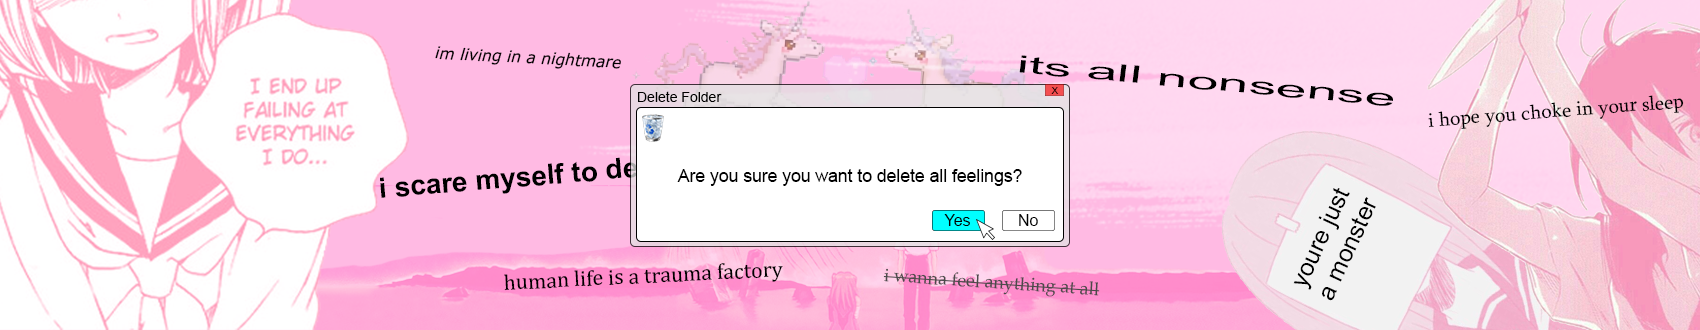 I END UP
FAILING AT
EVERYTHING
I DO...
im living in a nightmare
i scare myself to de
human life is a trauma factory
Delete Folder
X
Are you sure you want to delete all feelings?
Yes
No
i wanna feel anything at all
its all nonsense
i hope you choke in your sleep
youre just
a monster